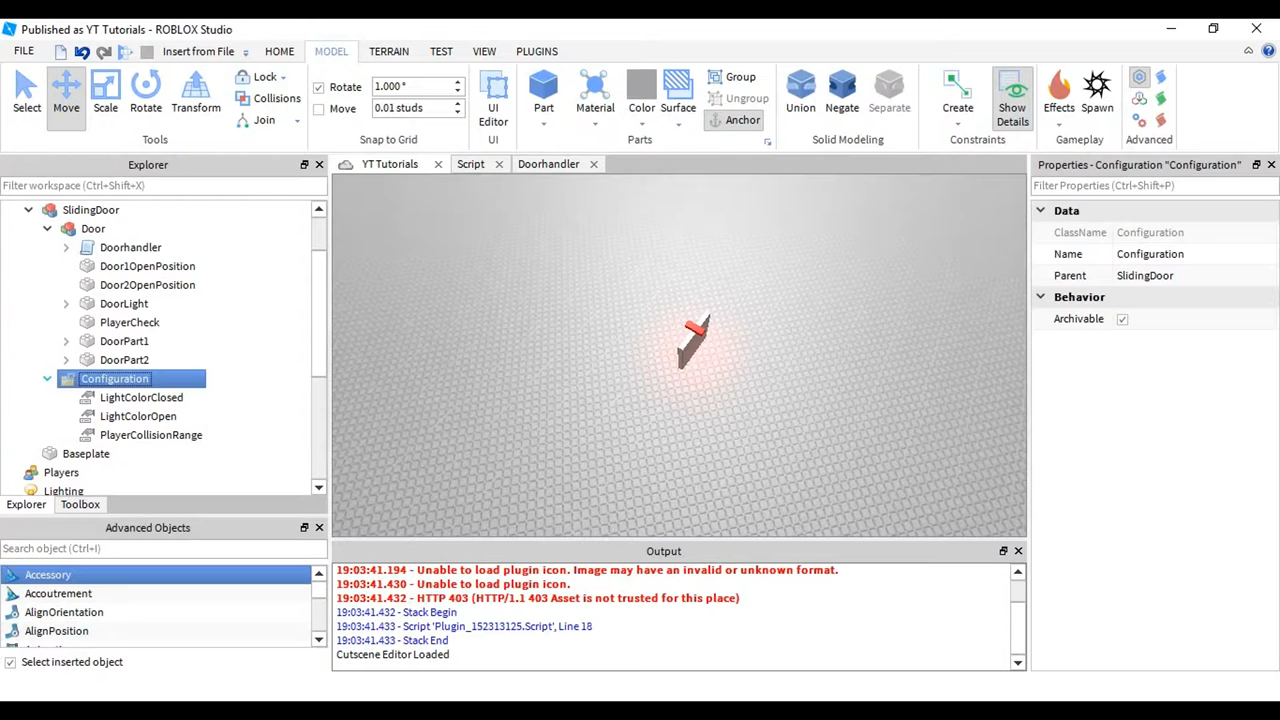 Published as YT Tutorials - ROBLOX Studio
FILE
Insert from File
HOME
MODEL
TERRAIN
TEST
VIEW
PLUGINS
Select
Move
Scale
Rotate
Transform
Lock
Collisions
Join
Tools
Rotate
1.000°
Move
0.01 studs
Snap to Grid
UI
Editor
UI
Part
Material
Color
Surface
Group
Ungroup
Anchor
Parts
Union
Negate
Separate
Solid Modeling
Create
Show
Details
Constraints
Effects
Spawn
Gameplay
Advanced
Explorer
Filter workspace (Ctrl+Shift+X)
SlidingDoor
Door
Doorhandler
Door1OpenPosition
Door2OpenPosition
DoorLight
PlayerCheck
DoorPart1
DoorPart2
Configuration
LightColorClosed
LightColorOpen
PlayerCollisionRange
Baseplate
Players
Lighting
Explorer
Toolbox
Advanced Objects
Search object (Ctrl+I)
Accessory
Accoutrement
AlignOrientation
AlignPosition
Select inserted object
YT Tutorials
Script
Doorhandler
Output
19:03:41.194 - Unable to load plugin icon. Image may have an invalid or unknown format.
19:03:41.430 - Unable to load plugin icon.
19:03:41.432 - HTTP 403 (HTTP/1.1 403 Asset is not trusted for this place)
19:03:41.432 - Stack Begin
19:03:41.433 - Script 'Plugin_152313125.Script', Line 18
19:03:41.433 - Stack End
Cutscene Editor Loaded
Properties - Configuration "Configuration"
Filter Properties (Ctrl+Shift+P)
Data
ClassName Configuration
Name Configuration
Parent SlidingDoor
Behavior
Archivable